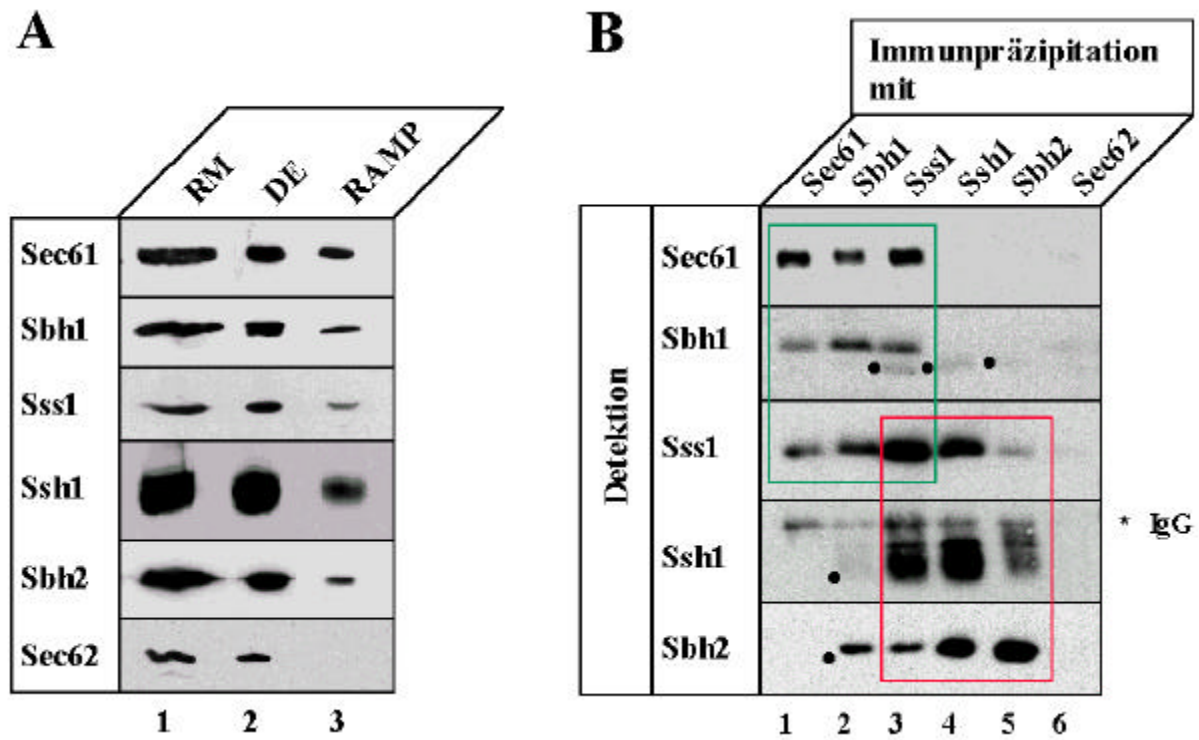 A
RM DE RAMP
Sec61
Sbh1
Sss1
Ssh1
Sbh2
Sec62
1 2 3
B
Immunpräzipitation
mit
Sec61 Sbh1 Sss1 Ssh1 Sbh2 Sec62
Detektion
Sec61
Sbh1
Sss1
Ssh1
Sbh2
* IgG
1 2 3 4 5 6